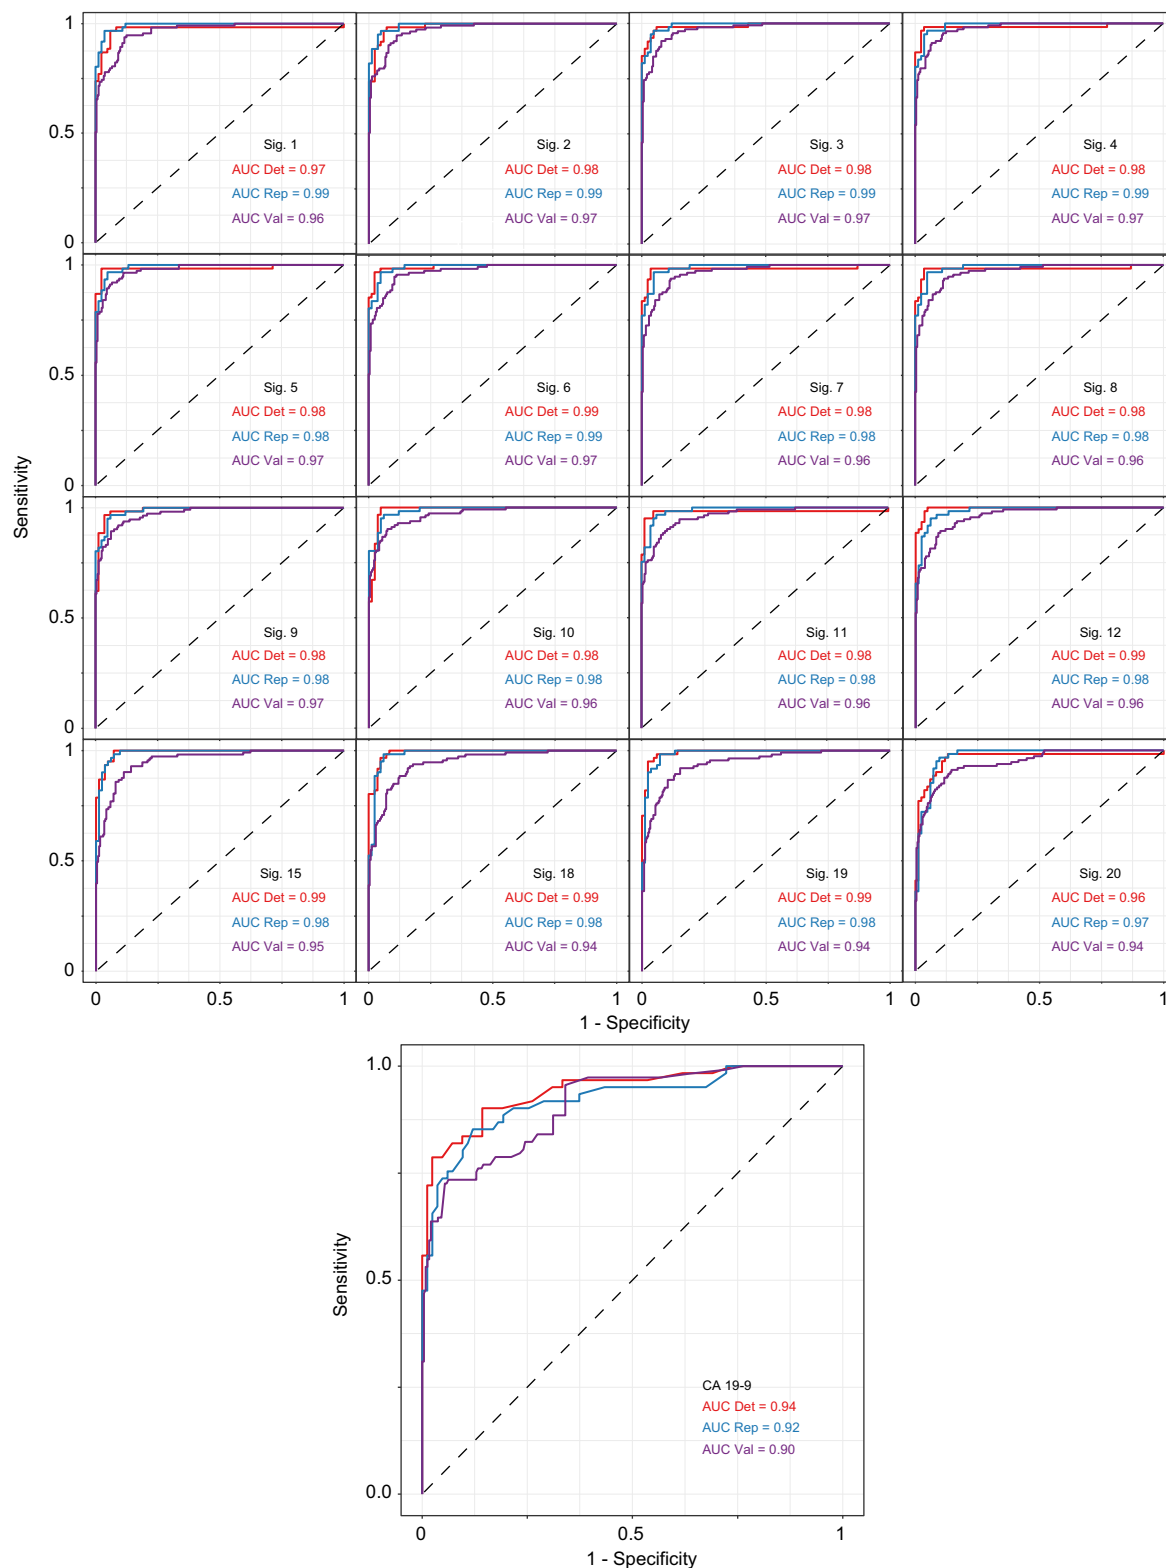 1
0.5
0
Sig. 1
AUC Det = 0.97
AUC Rep = 0.99
AUC Val = 0.96
Sig. 2
AUC Det = 0.98
AUC Rep = 0.99
AUC Val = 0.97
Sig. 3
AUC Det = 0.98
AUC Rep = 0.99
AUC Val = 0.97
Sig. 4
AUC Det = 0.98
AUC Rep = 0.99
AUC Val = 0.97
Sensitivity
1
0.5
0
Sig. 5
AUC Det = 0.98
AUC Rep = 0.98
AUC Val = 0.97
Sig. 6
AUC Det = 0.99
AUC Rep = 0.99
AUC Val = 0.97
Sig. 7
AUC Det = 0.98
AUC Rep = 0.98
AUC Val = 0.96
Sig. 8
AUC Det = 0.98
AUC Rep = 0.98
AUC Val = 0.96
1
0.5
0
Sig. 9
AUC Det = 0.98
AUC Rep = 0.98
AUC Val = 0.97
Sig. 10
AUC Det = 0.98
AUC Rep = 0.98
AUC Val = 0.96
Sig. 11
AUC Det = 0.98
AUC Rep = 0.98
AUC Val = 0.96
Sig. 12
AUC Det = 0.99
AUC Rep = 0.98
AUC Val = 0.96
1
0.5
0
Sig. 15
AUC Det = 0.99
AUC Rep = 0.98
AUC Val = 0.95
Sig. 18
AUC Det = 0.99
AUC Rep = 0.98
AUC Val = 0.94
Sig. 19
AUC Det = 0.99
AUC Rep = 0.98
AUC Val = 0.94
Sig. 20
AUC Det = 0.96
AUC Rep = 0.97
AUC Val = 0.94
0 0.5 1 0 0.5 1 0 0.5 1 0 0.5 1
1 - Specificity
1.0
0.5
0.0
Sensitivity
CA 19-9
AUC Det = 0.94
AUC Rep = 0.92
AUC Val = 0.90
0 0.5 1
1 - Specificity